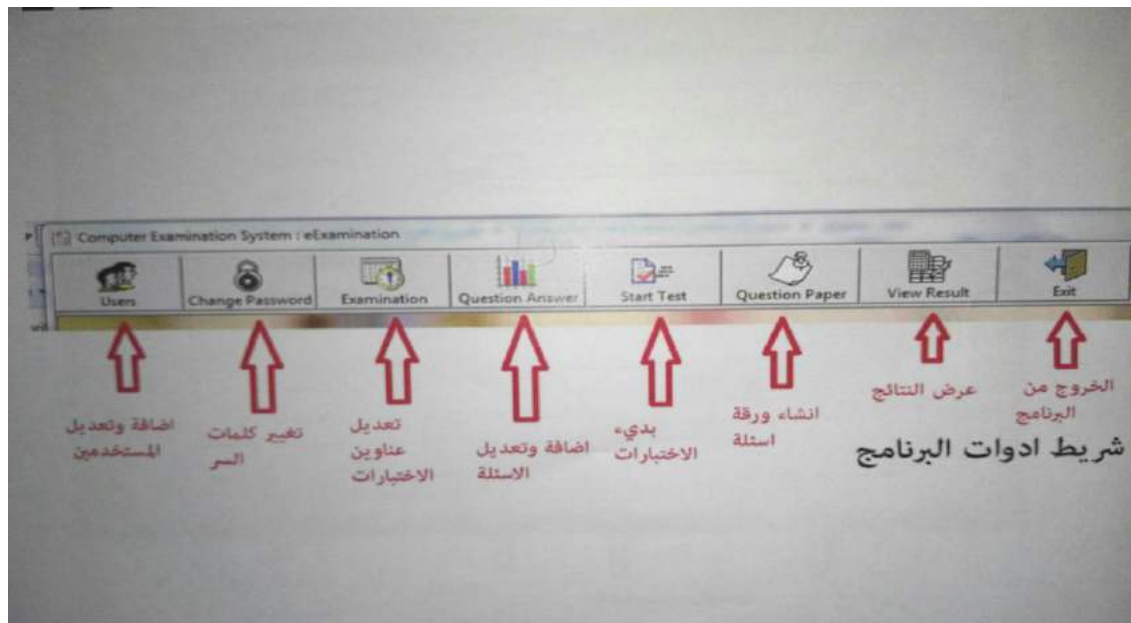 Computer Examination System : eExamination
Users
Change Password
Examination
Question Answer
Start Test
Question Paper
View Result
Exit
اضافة وتعديل
المستخدمين
تغيير كلمات
السر
تعديل
عناوين
الاختبارات
اضافة وتعديل
الاسئلة
بديء
الاختبارات
انشاء ورقة
اسئلة
عرض النتائج
الخروج من
البرنامج
شريط ادوات البرنامج